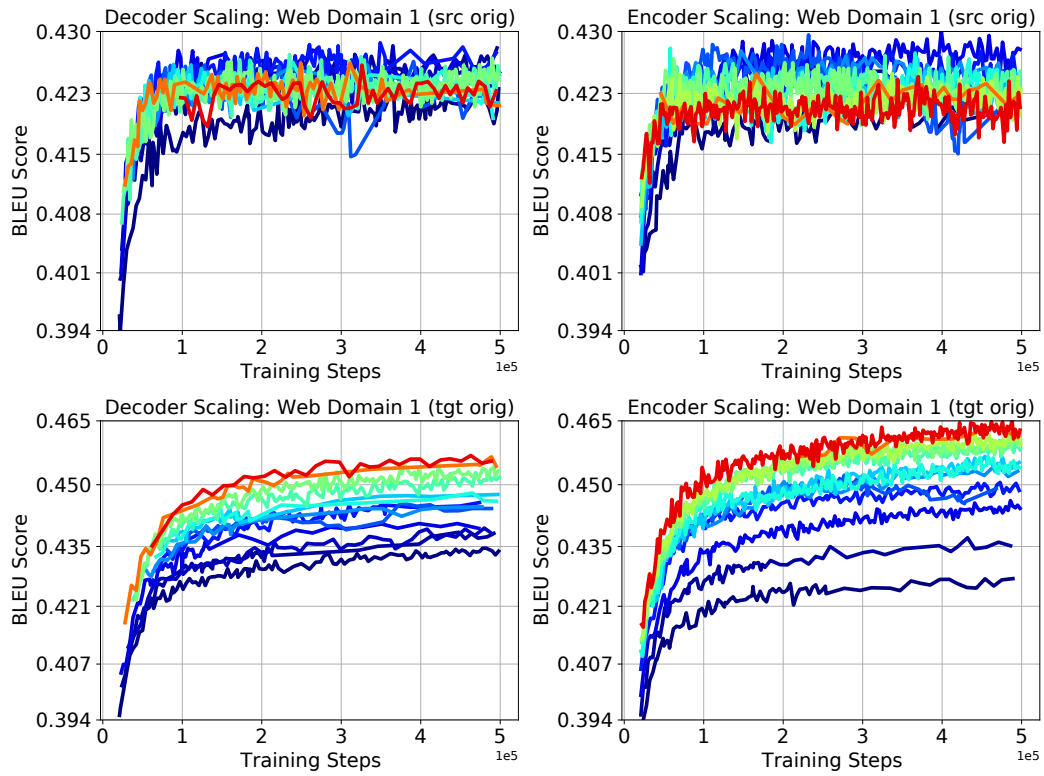 Decoder Scaling: Web Domain 1 (src orig)
BLEU Score
0.430
0.423
0.415
0.408
0.401
0.394
0 1 2 3 4 5
1e5
Training Steps
Encoder Scaling: Web Domain 1 (src orig)
BLEU Score
0.430
0.423
0.415
0.408
0.401
0.394
0 1 2 3 4 5
1e5
Training Steps
Decoder Scaling: Web Domain 1 (tgt orig)
BLEU Score
0.465
0.450
0.435
0.421
0.407
0.394
0 1 2 3 4 5
1e5
Training Steps
Encoder Scaling: Web Domain 1 (tgt orig)
BLEU Score
0.465
0.450
0.435
0.421
0.407
0.394
0 1 2 3 4 5
1e5
Training Steps